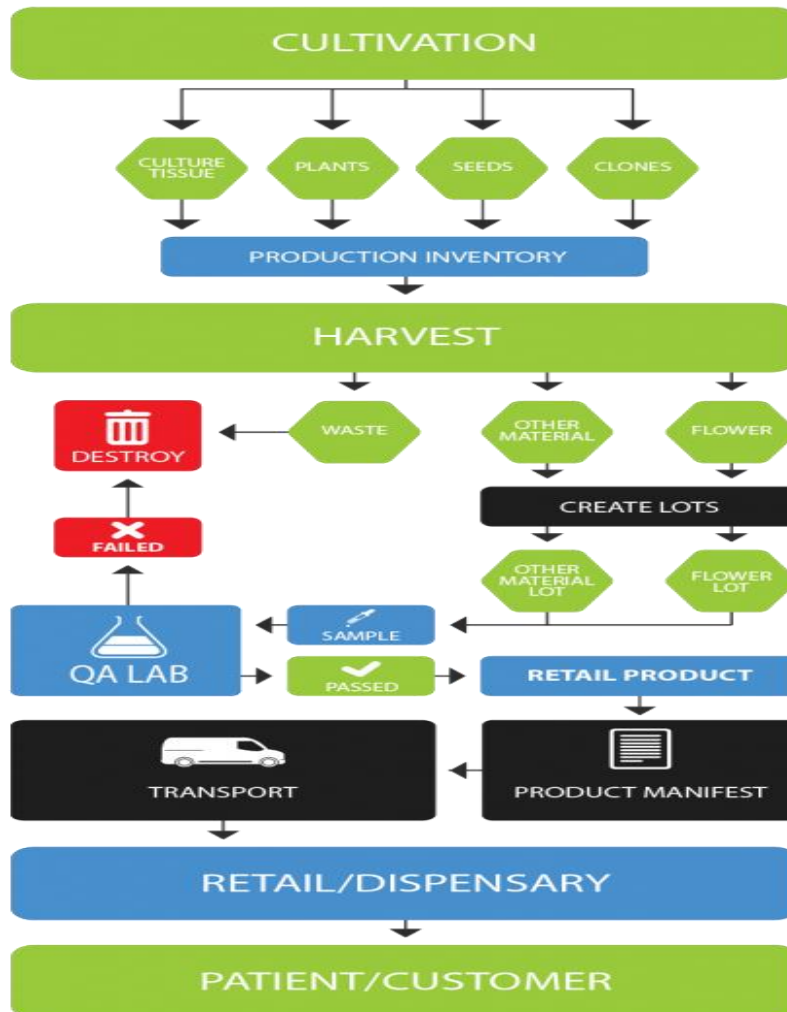 CULTIVATION
CULTURE
TISSUE
PLANTS
SEEDS
CLONES
PRODUCTION INVENTORY
HARVEST
DESTROY
WASTE
OTHER
MATERIAL
FLOWER
CREATE LOTS
FAILED
OTHER
MATERIAL
LOT
FLOWER
LOT
SAMPLE
QA LAB
PASSED
RETAIL PRODUCT
TRANSPORT
PRODUCT MANIFEST
RETAIL/DISPENSARY
PATIENT/CUSTOMER